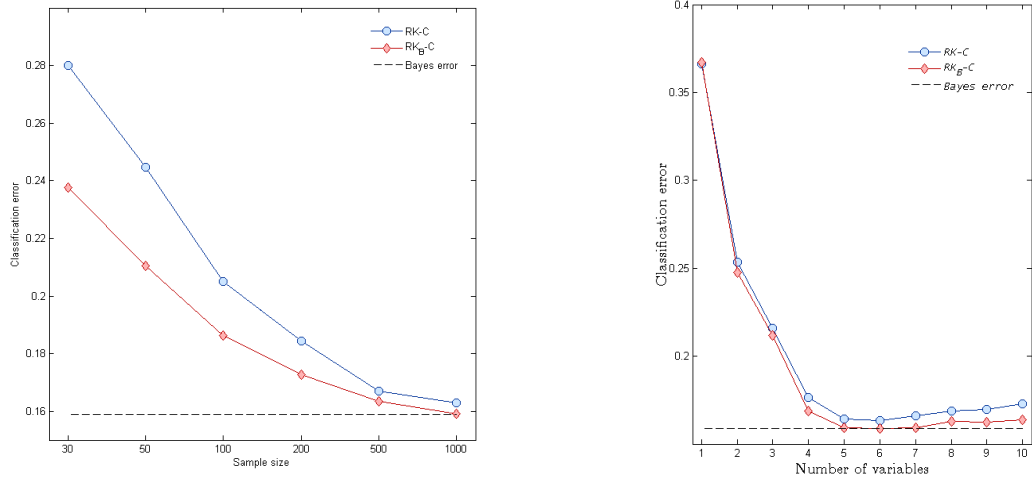 RK-C
RK_B-C
Bayes error
0.28
0.26
0.24
0.22
0.2
0.18
0.16
Classification error
30 50 100 200 500 1000
Sample size
0.4
RK-C
RK_B-C
Bayes error
0.35
0.3
0.25
0.2
Classification error
1 2 3 4 5 6 7 8 9 10
Number of variables